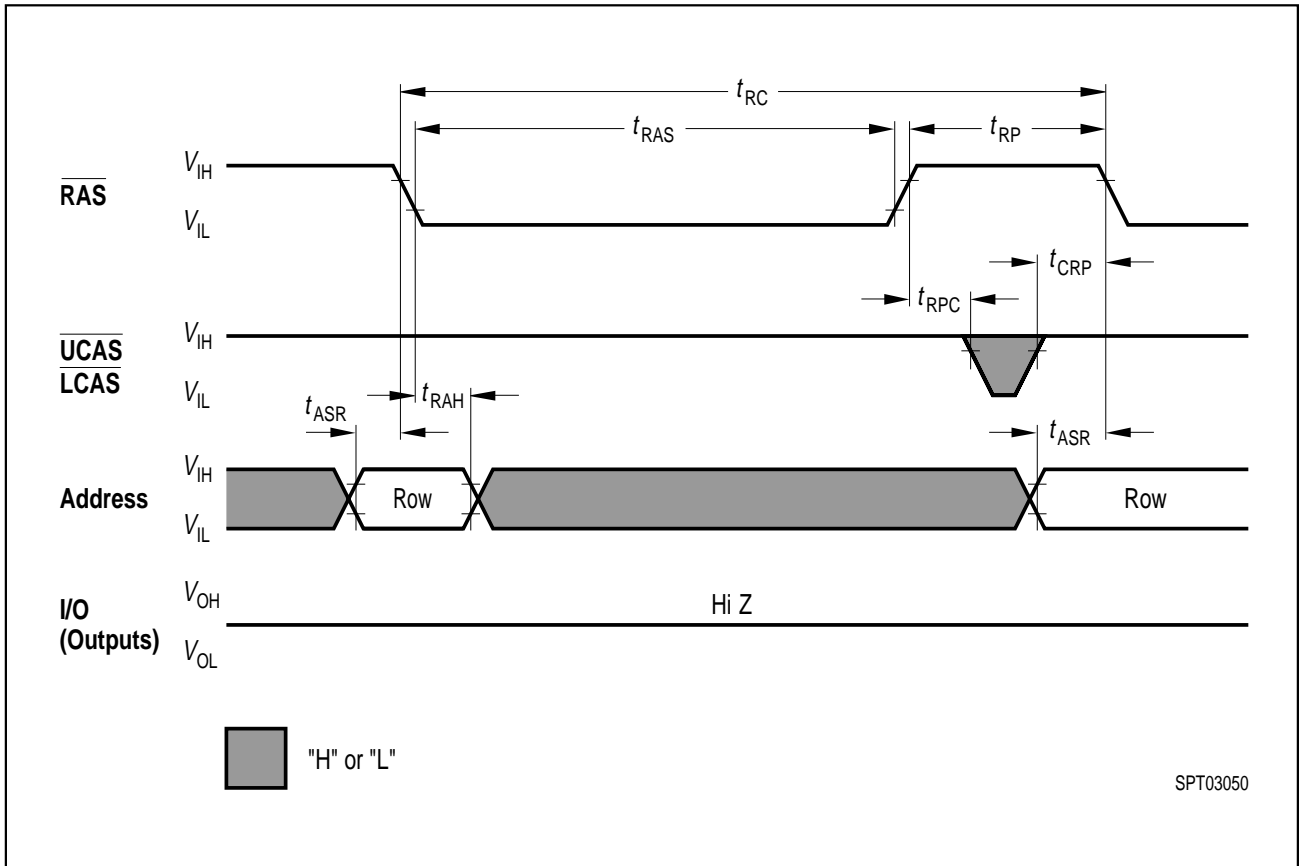 tRC
tRAS
tRP
RAS
VIH
VIL
tCRP
tRPC
UCAS
LCAS
VIH
VIL
tASR
tRAH
tASR
Address
VIH
VIL
Row
Row
I/O
(Outputs)
VOH
VOL
Hi Z
"H" or "L"
SPT03050